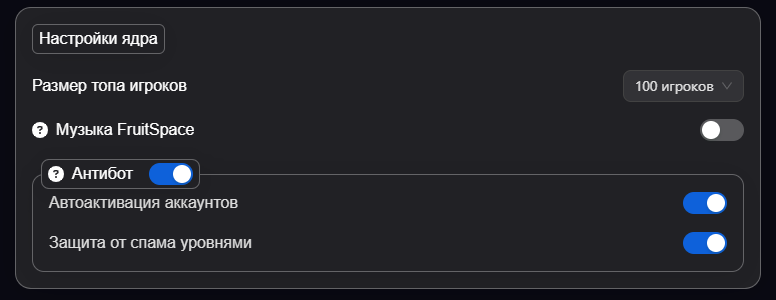 Настройки ядра
Размер топа игроков
100 игроков
? Музыка FruitSpace
? Антибот
Автоактивация аккаунтов
Защита от спама уровнями